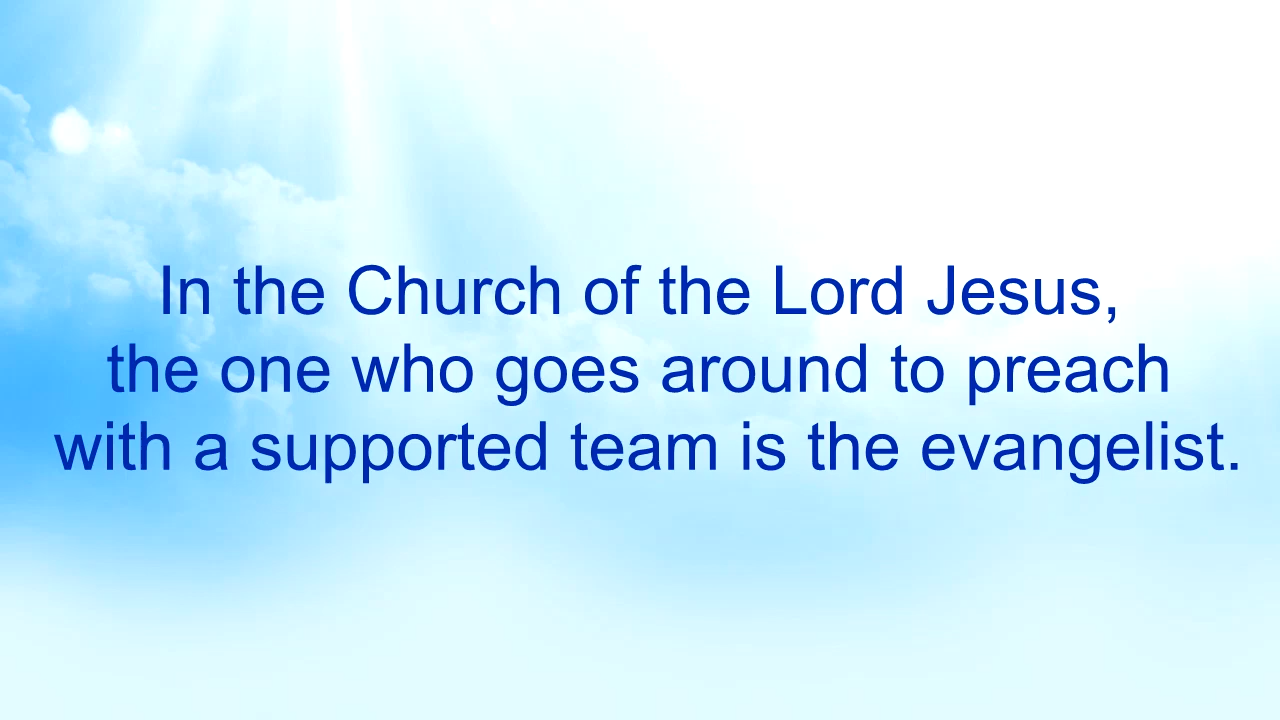 In the Church of the Lord Jesus,
the one who goes around to preach
with a supported team is the evangelist.